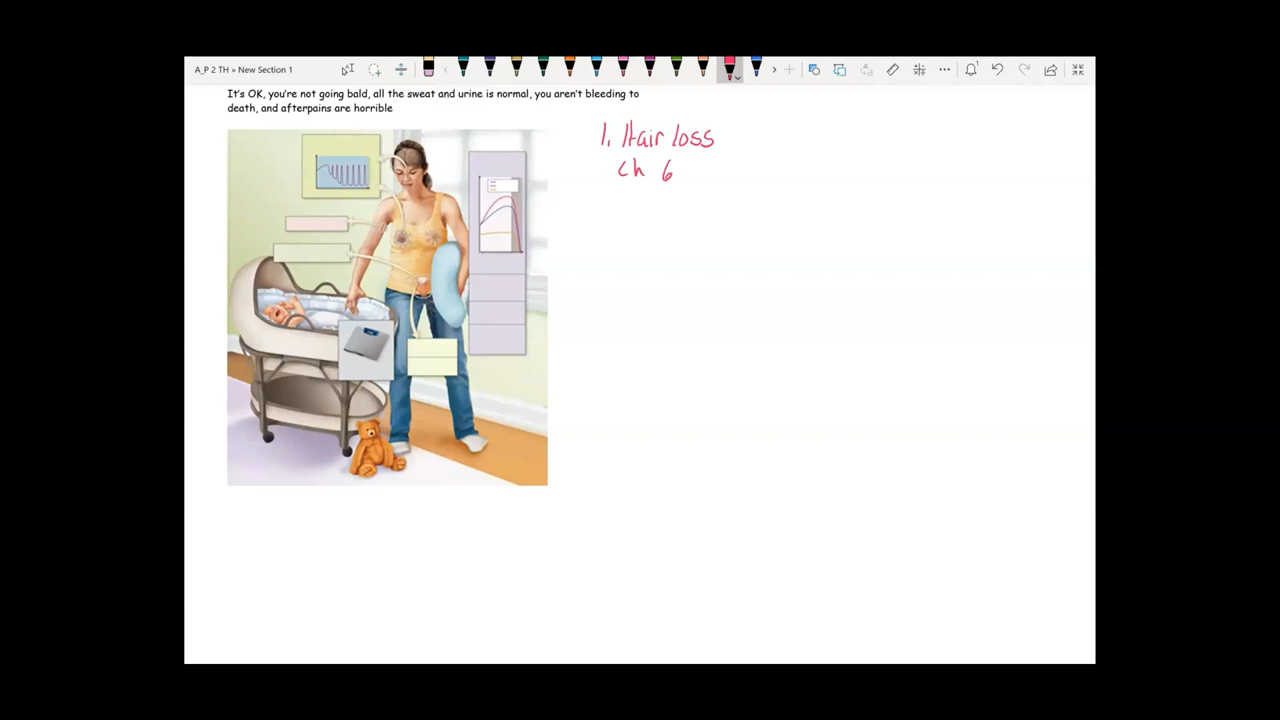 A_P 2 TH » New Section 1
It's OK, you're not going bald, all the sweat and urine is normal, you aren't bleeding to
death, and afterpains are horrible
1. Hair loss
Ch 6